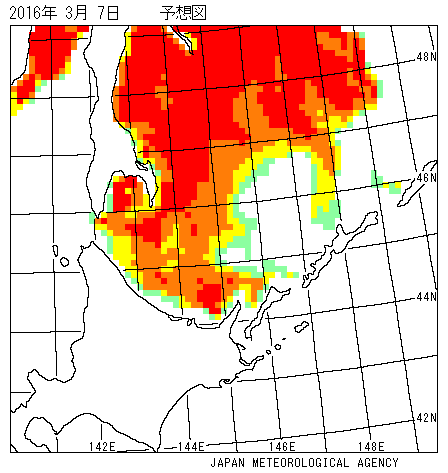 2016年 3月 7日 予想図
48N
46N
44N
42N
142E 144E 146E 148E
JAPAN METEOROLOGICAL AGENCY